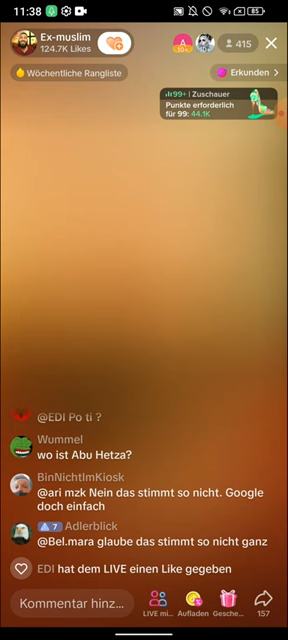 11:38
85
Ex-muslim
124.7K Likes
415
Wöchentliche Rangliste
Erkunden
99+ | Zuschauer
Punkte erforderlich
für 99: 44.1K
@EDI Po ti ?
Wummel
wo ist Abu Hetza?
BinNichtImKiosk
@ari mzk Nein das stimmt so nicht. Google
doch einfach
7 Adlerblick
@Bel.mara glaube das stimmt so nicht ganz
EDI hat dem LIVE einen Like gegeben
Kommentar hinz...
LIVE mi... Aufladen Gesche... 157